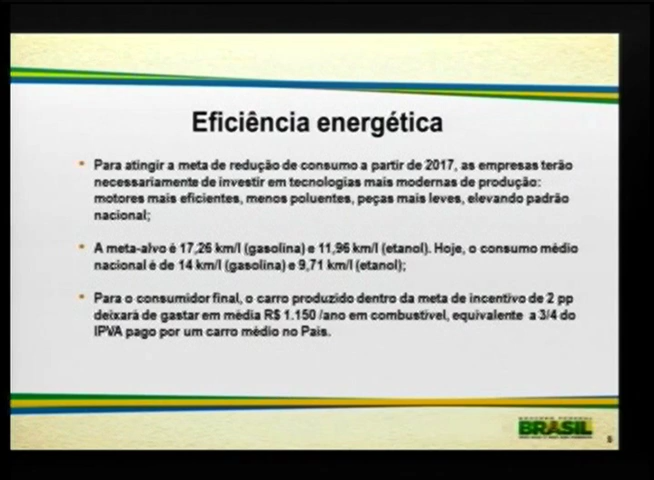 Eficiência energética
Para atingir a meta de redução de consumo a partir de 2017, as empresas terão
necessariamente de investir em tecnologias mais modernas de produção:
motores mais eficientes, menos poluentes, peças mais leves, elevando padrão
nacional;
A meta-alvo é 17,26 km/l (gasolina) e 11,96 km/l (etanol). Hoje, o consumo médio
nacional é de 14 km/l (gasolina) e 9,71 km/l (etanol);
Para o consumidor final, o carro produzido dentro da meta de incentivo de 2 pp
deixará de gastar em média R$ 1.150 /ano em combustível, equivalente a 3/4 do
IPVA pago por um carro médio no País.
BRASIL